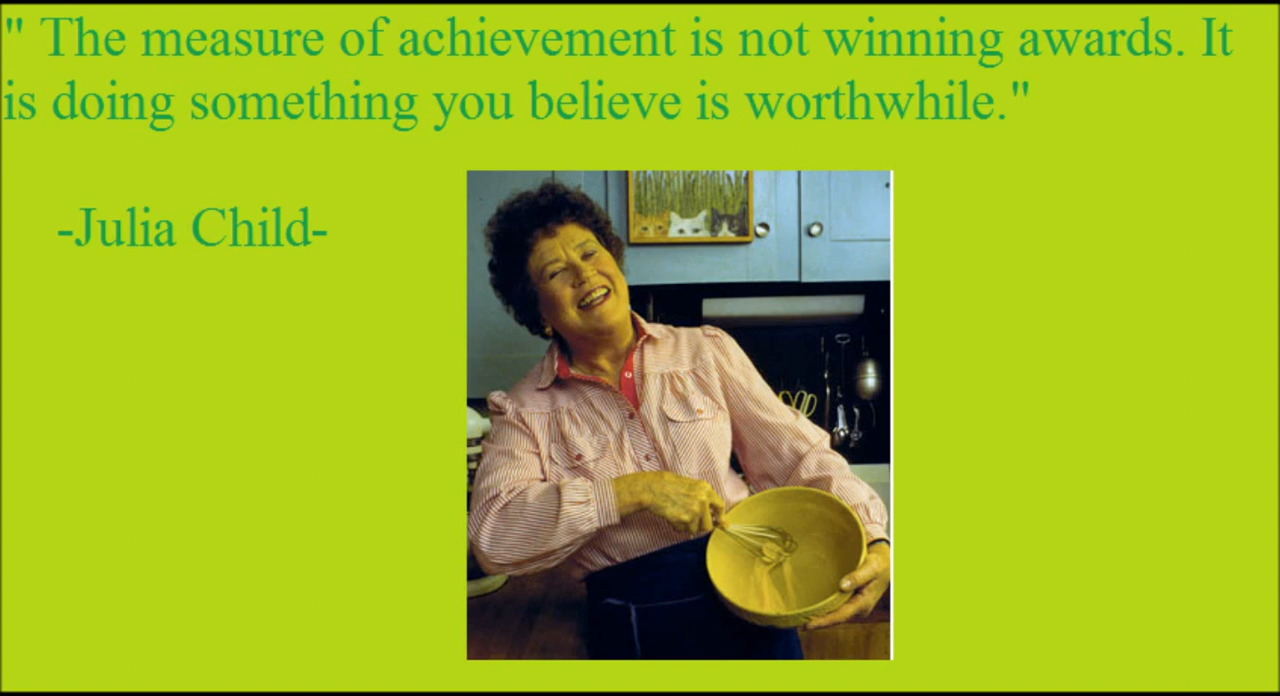 " The measure of achievement is not winning awards. It
is doing something you believe is worthwhile."
-Julia Child-